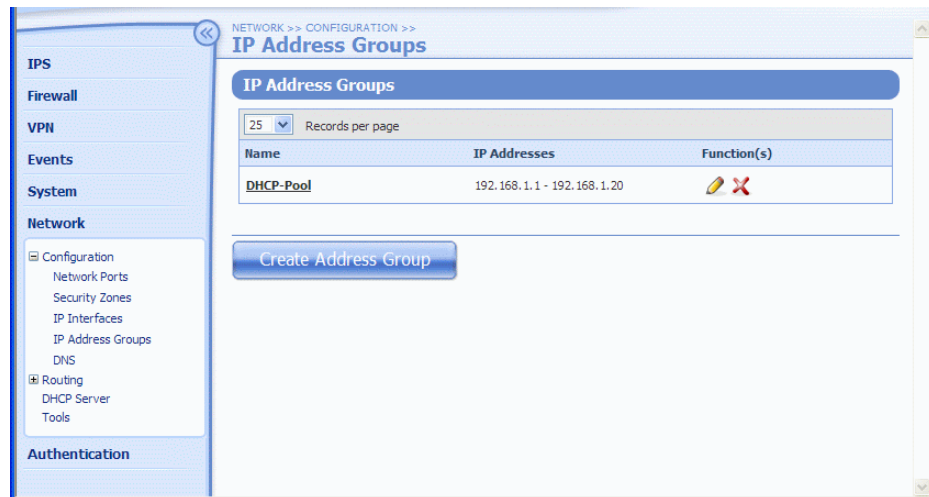 NETWORK >> CONFIGURATION >>
IP Address Groups
IPS
Firewall
VPN
Events
System
Network
Configuration
Network Ports
Security Zones
IP Interfaces
IP Address Groups
DNS
Routing
DHCP Server
Tools
Authentication
IP Address Groups
25 Records per page
Name IP Addresses Function(s)
DHCP-Pool 192.168.1.1 - 192.168.1.20
Create Address Group